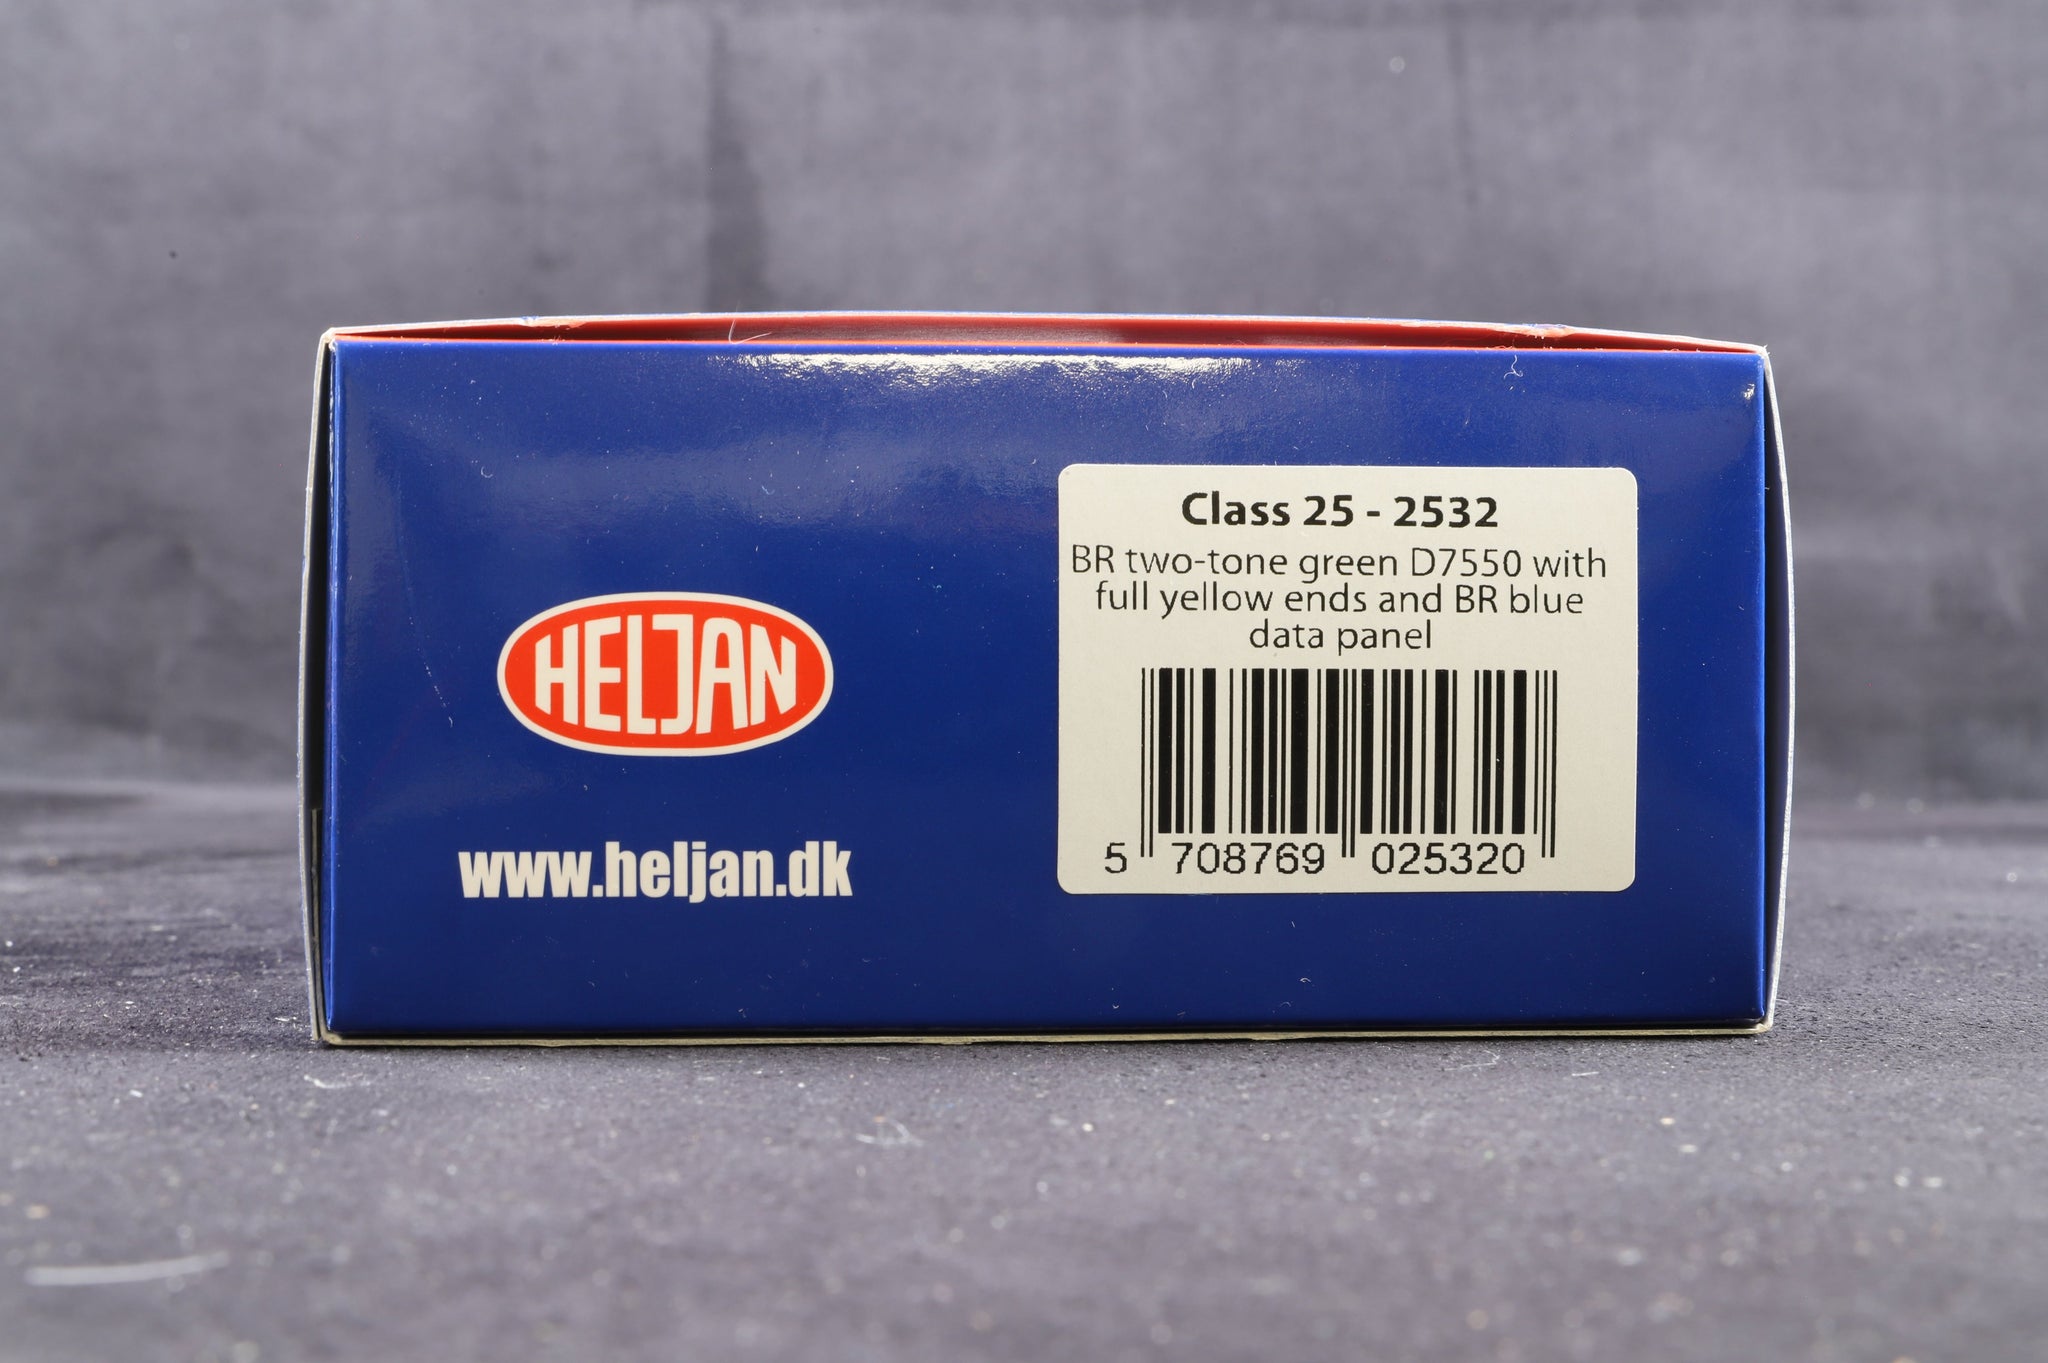 HELJAN
www.heljan.dk
Class 25 - 2532
BR two-tone green D7550 with
full yellow ends and BR blue
data panel
5 708769 025320